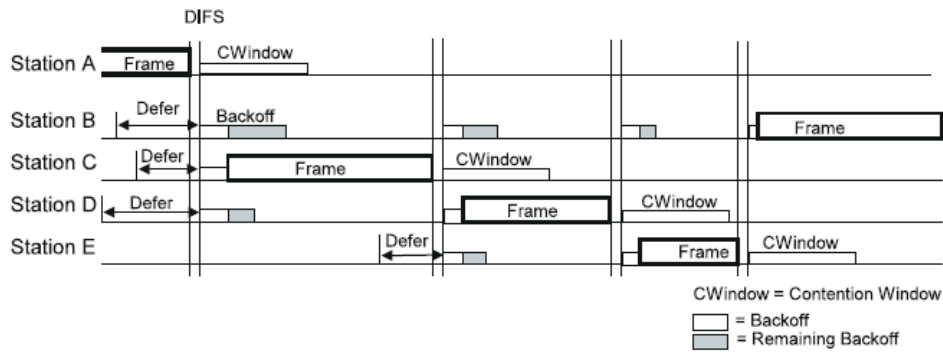 DIFS
Station A Frame CWindow
Station B Defer Backoff Frame
Station C Defer Frame CWindow
Station D Defer Frame CWindow
Station E Defer Frame CWindow
CWindow = Contention Window
= Backoff
= Remaining Backoff